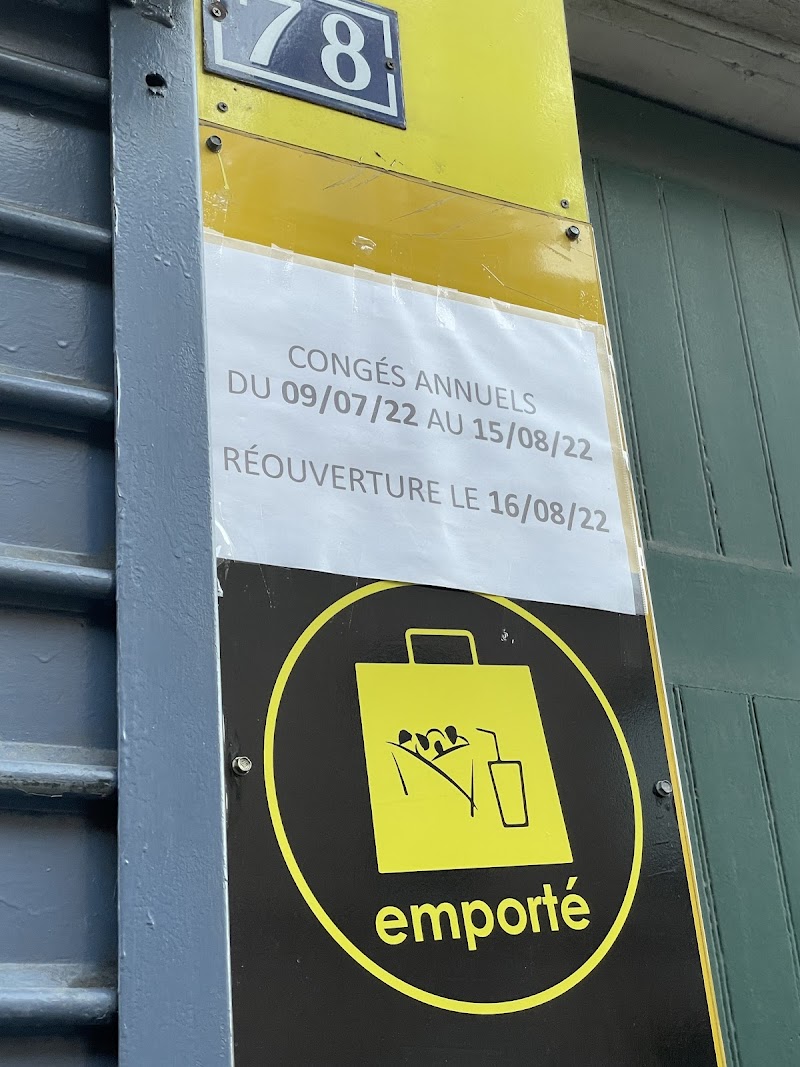 78
CONGÉS ANNUELS
DU 09/07/22 AU 15/08/22
RÉOUVERTURE LE 16/08/22
emporté